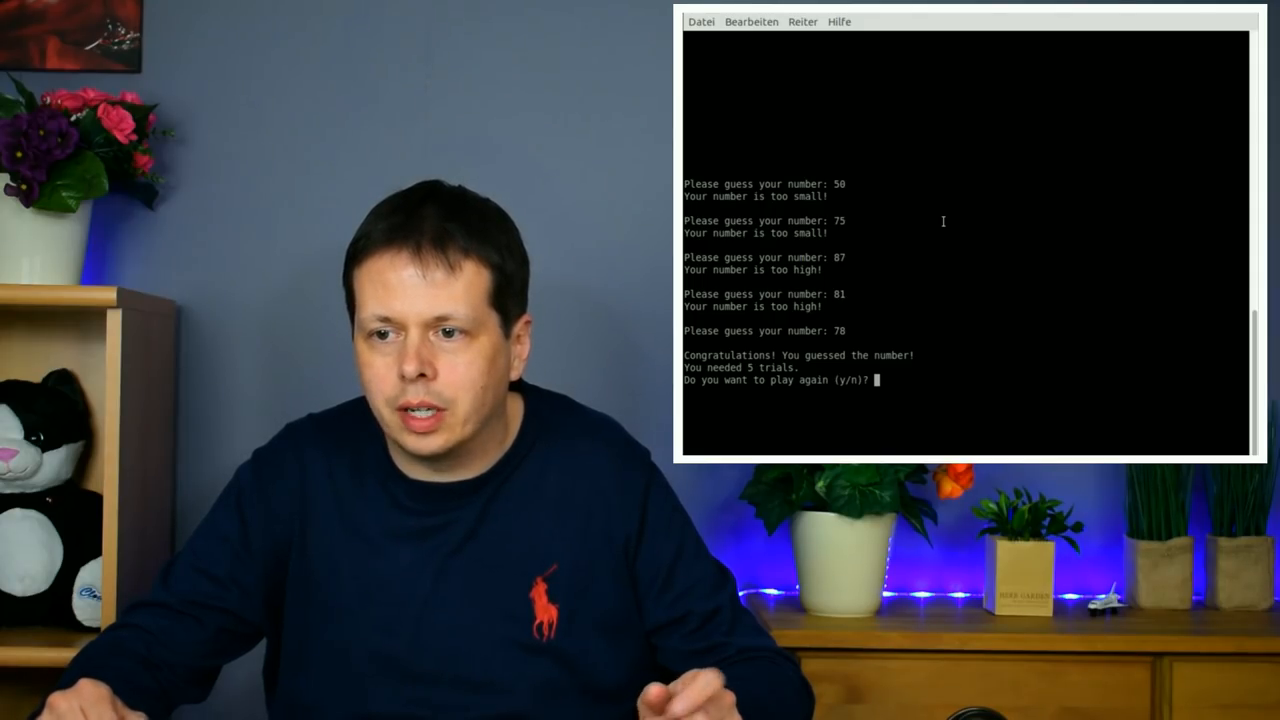 Datei Bearbeiten Reiter Hilfe
Please guess your number: 50
Your number is too small!
Please guess your number: 75
Your number is too small!
Please guess your number: 87
Your number is too high!
Please guess your number: 81
Your number is too high!
Please guess your number: 78
Congratulations! You guessed the number!
You needed 5 trials.
Do you want to play again (y/n)?
HERB GARDEN